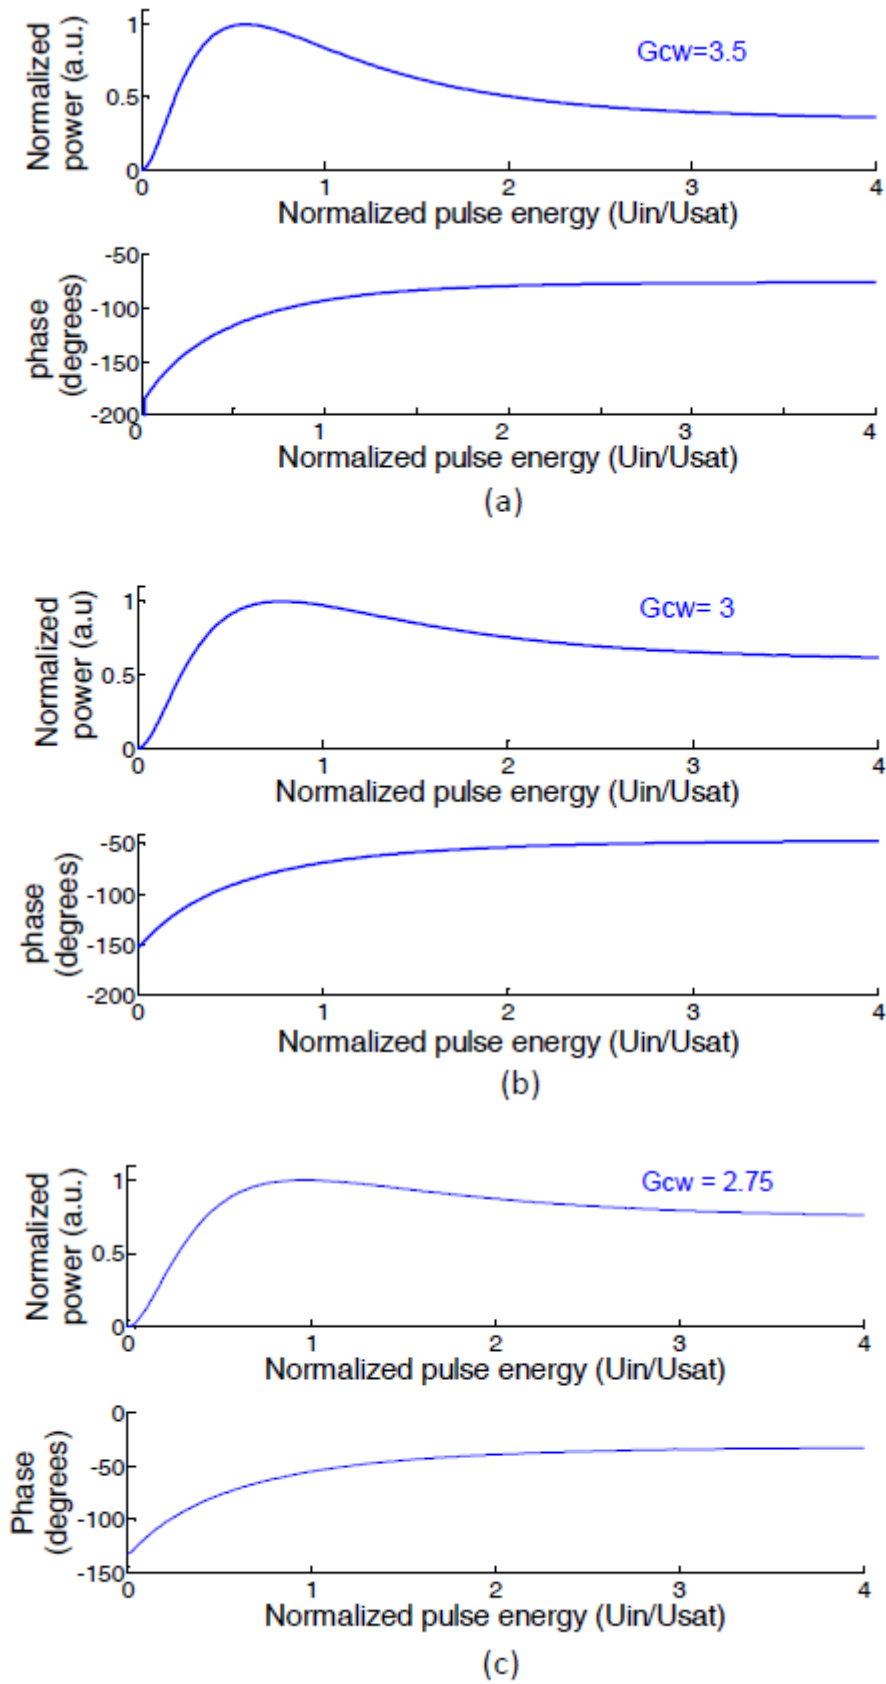 Normalized
power (a.u.)
1
0.5
0
Gcw=3.5
0 1 2 3 4
Normalized pulse energy (Uin/Usat)
phase
(degrees)
-50
-100
-150
-200
0 1 2 3 4
Normalized pulse energy (Uin/Usat)
(a)
Normalized
power (a.u)
1
0.5
0
Gcw= 3
0 1 2 3 4
Normalized pulse energy (Uin/Usat)
phase
(degrees)
-50
-100
-150
-200
0 1 2 3 4
Normalized pulse energy (Uin/Usat)
(b)
Normalized
power (a.u.)
1
0.5
0
Gcw = 2.75
0 1 2 3 4
Normalized pulse energy (Uin/Usat)
Phase
(degrees)
0
-50
-100
-150
0 1 2 3 4
Normalized pulse energy (Uin/Usat)
(c)